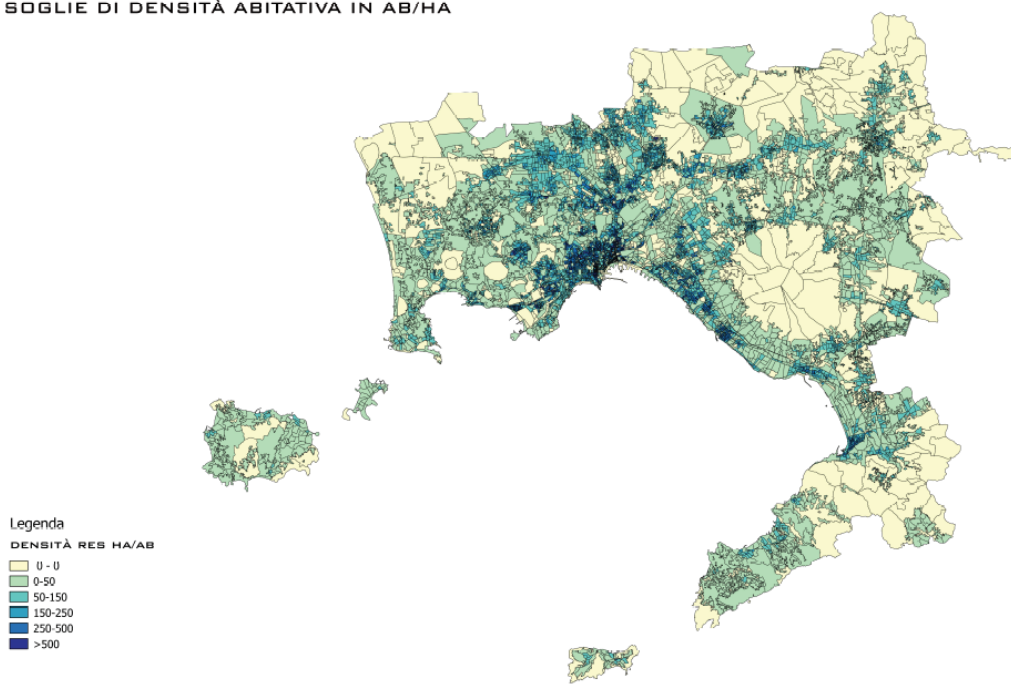 SOGLIE DI DENSITÀ ABITATIVA IN AB/HA
Legenda
DENSITÀ RES HA/AB
0 - 0
0-50
50-150
150-250
250-500
>500